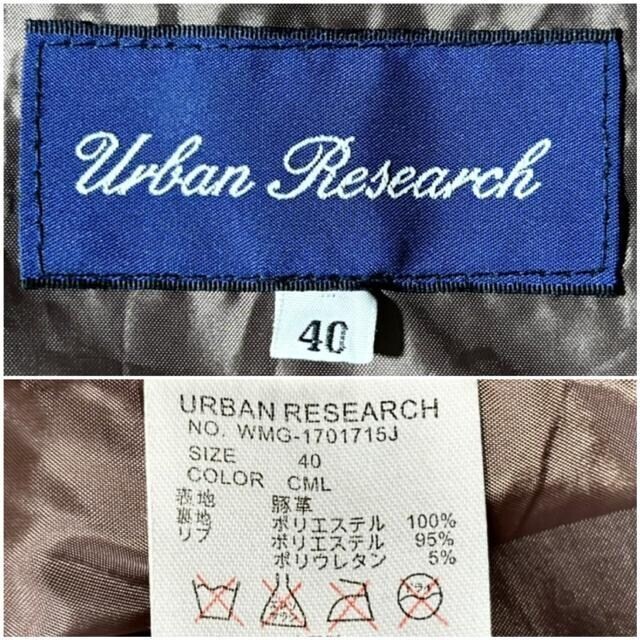 Urban Research
40
URBAN RESEARCH
NO. WMG-1701715J
SIZE 40
COLOR CML
表地 豚革
裏地 ポリエステル 100%
リブ ポリエステル 95%
ポリウレタン 5%